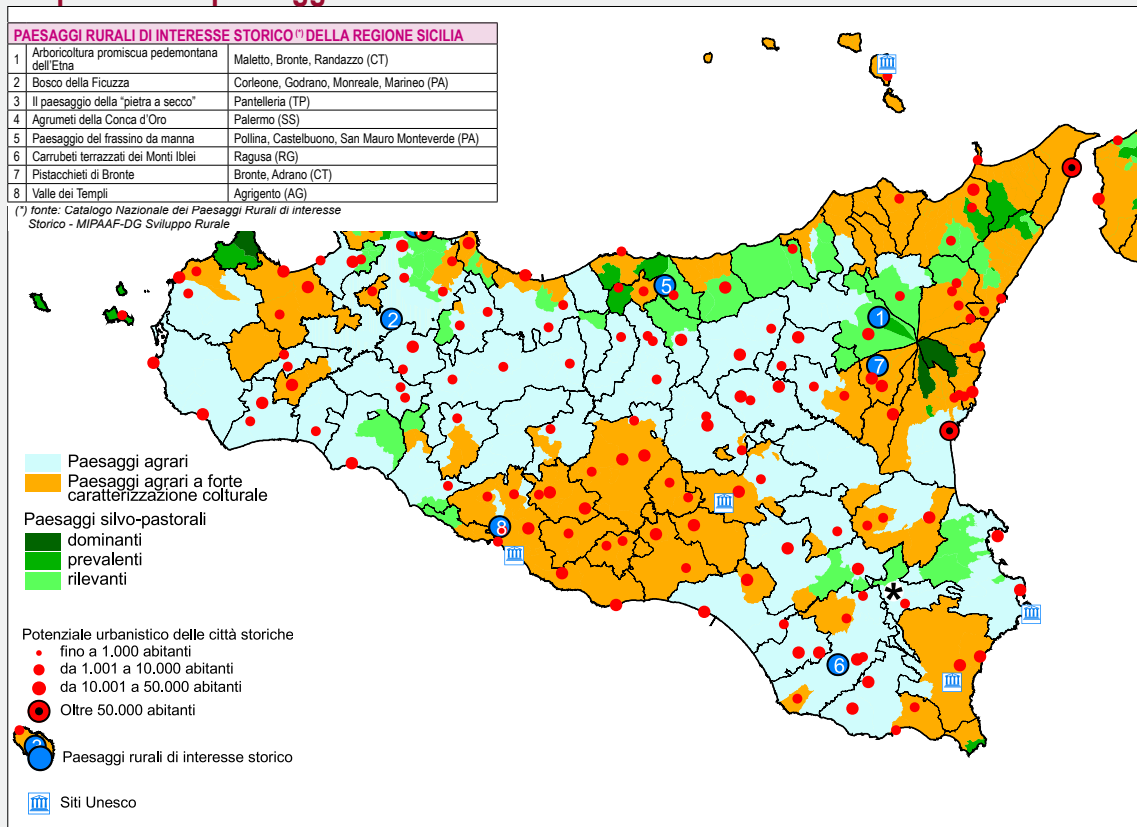 PAESAGGI RURALI DI INTERESSE STORICO (*) DELLA REGIONE SICILIA
1 Arboricoltura promiscua pedemontana dell'Etna Maletto, Bronte, Randazzo (CT)
2 Bosco della Ficuzza Corleone, Godrano, Monreale, Marineo (PA)
3 Il paesaggio della "pietra a secco" Pantelleria (TP)
4 Agrumeti della Conca d'Oro Palermo (SS)
5 Paesaggio del frassino da manna Pollina, Castelbuono, San Mauro Monteverde (PA)
6 Carrubeti terrazzati dei Monti Iblei Ragusa (RG)
7 Pistacchieti di Bronte Bronte, Adrano (CT)
8 Valle dei Templi Agrigento (AG)
(*) fonte: Catalogo Nazionale dei Paesaggi Rurali di interesse
Storico - MIPAAF-DG Sviluppo Rurale
5
2
1
7
8
*
6
Paesaggi agrari
Paesaggi agrari a forte
caratterizzazione colturale
Paesaggi silvo-pastorali
dominanti
prevalenti
rilevanti
Potenziale urbanistico delle città storiche
fino a 1.000 abitanti
da 1.001 a 10.000 abitanti
da 10.001 a 50.000 abitanti
Oltre 50.000 abitanti
3
Paesaggi rurali di interesse storico
Siti Unesco